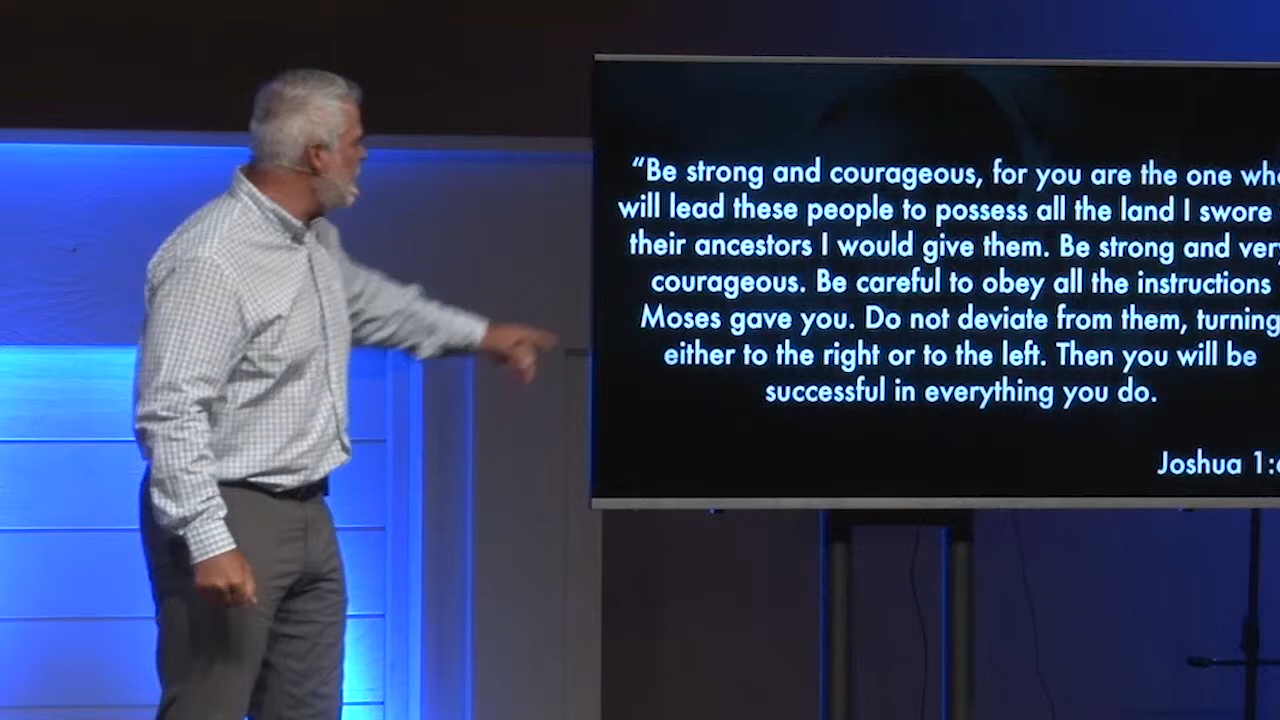 “Be strong and courageous, for you are the one who
will lead these people to possess all the land I swore
their ancestors I would give them. Be strong and very
courageous. Be careful to obey all the instructions
Moses gave you. Do not deviate from them, turning
either to the right or to the left. Then you will be
successful in everything you do.
Joshua 1:6